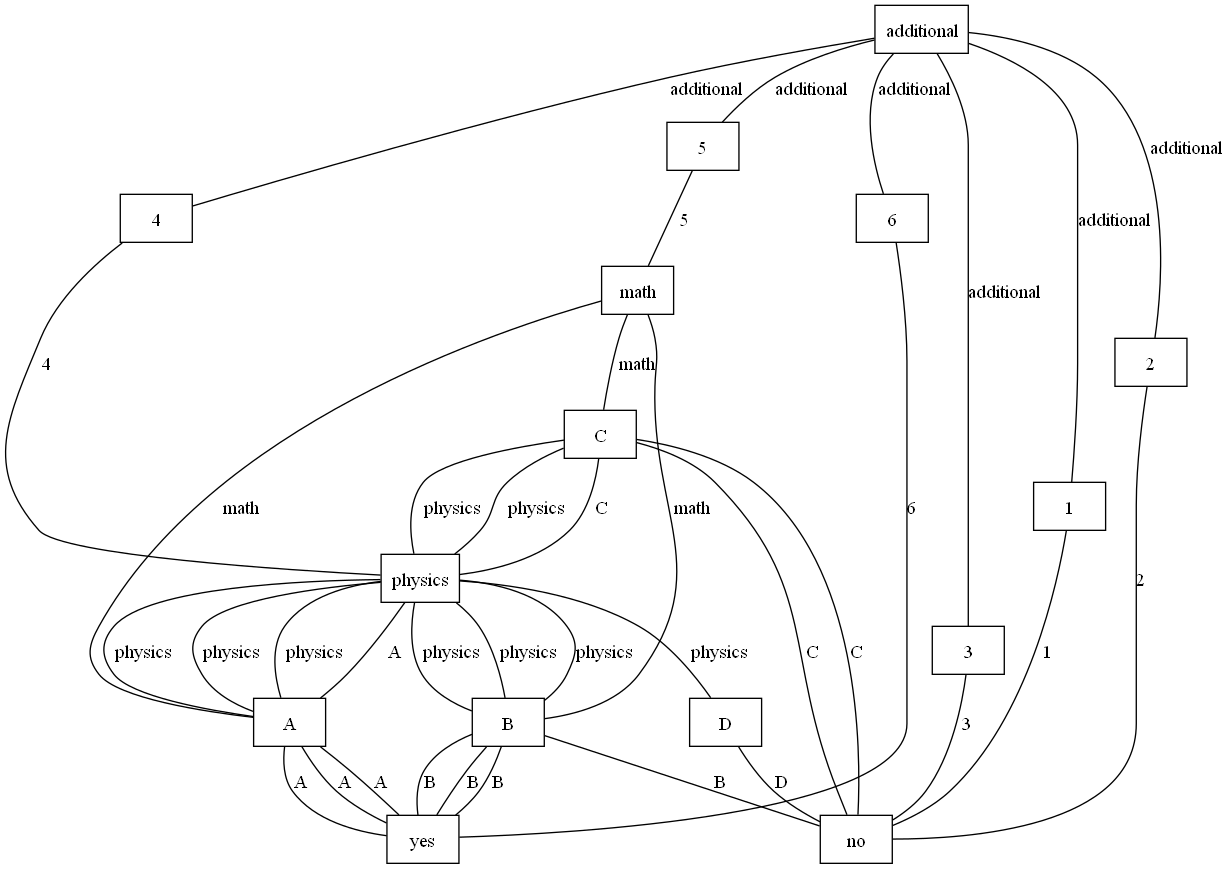 additional
additional additional additional
5
additional
4
5
6
additional
math
additional
4
math
2
C
math
physics
physics
C
math
6
1
physics
2
physics
physics
physics
A
physics
physics
physics
physics
C
C
3
1
A
B
D
3
A
A
A
B
B
B
B
D
yes
no